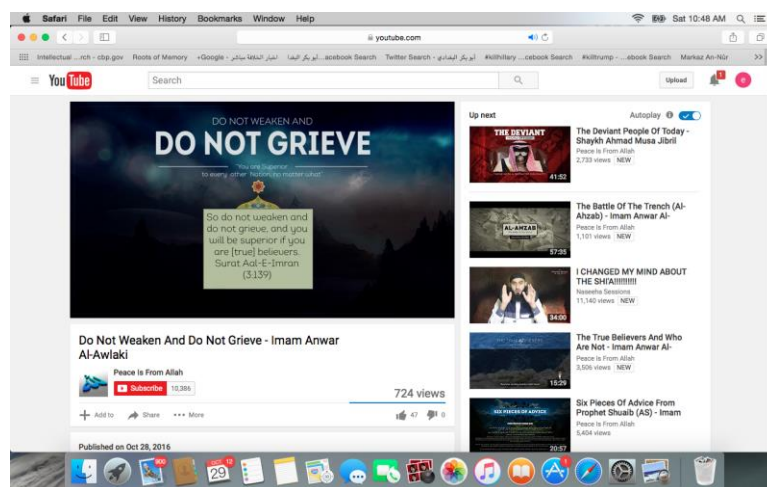 Safari File Edit View History Bookmarks Window Help
Sat 10:48 AM
youtube.com
Intellectual ...rch - cbp.gov Roots of Memory +Google - اخبار الخلافة مباشر acebook Search... أبو بكر البغدا Twitter Search - أبو بكر البغدادي #killhillary ...cebook Search #killtrump - ...ebook Search Markaz An-Nūr >>
YouTube
Search
Upload
1
e
DO NOT WEAKEN AND
DO NOT GRIEVE
"You are Superior
to every other Nation, no matter what"
So do not weaken and
do not grieve, and you
will be superior if you
are [true] believers.
Surat Aal-E-Imran
(3:139)
Do Not Weaken And Do Not Grieve - Imam Anwar
Al-Awlaki
Peace Is From Allah
Subscribe 10,386
724 views
Add to Share More
47 0
Published on Oct 28, 2016
Up next
Autoplay
THE DEVIANT
41:52
The Deviant People Of Today -
Shaykh Ahmad Musa Jibril
Peace Is From Allah
2,733 views NEW
AL-AHZAB
57:35
The Battle Of The Trench (Al-
Ahzab) - Imam Anwar Al-
Peace Is From Allah
1,101 views NEW
34:00
I CHANGED MY MIND ABOUT
THE SHI'A!!!!!!!!!
Naseeha Sessions
11,140 views NEW
15:29
The True Believers And Who
Are Not - Imam Anwar Al-
Peace Is From Allah
3,506 views NEW
SIX PIECES OF ADVICE
20:57
Six Pieces Of Advice From
Prophet Shuaib (AS) - Imam
Peace Is From Allah
5,454 views
OCT
29